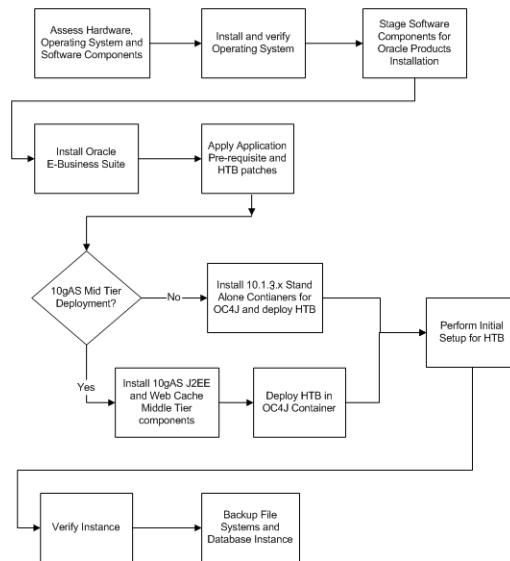 Assess Hardware,
Operating System and
Software Components
Install and verify
Operating System
Stage Software
Components for
Oracle Products
Installation
Install Oracle
E-Business Suite
Apply Application
Pre-requisite and
HTB patches
10gAS Mid Tier
Deployment?
No
Install 10.1.3.x Stand
Alone Contianers for
OC4J and deploy HTB
Perform Initial
Setup for HTB
Yes
Install 10gAS J2EE
and Web Cache
Middle Tier
components
Deploy HTB in
OC4J Container
Verify Instance
Backup File
Systems and
Database Instance